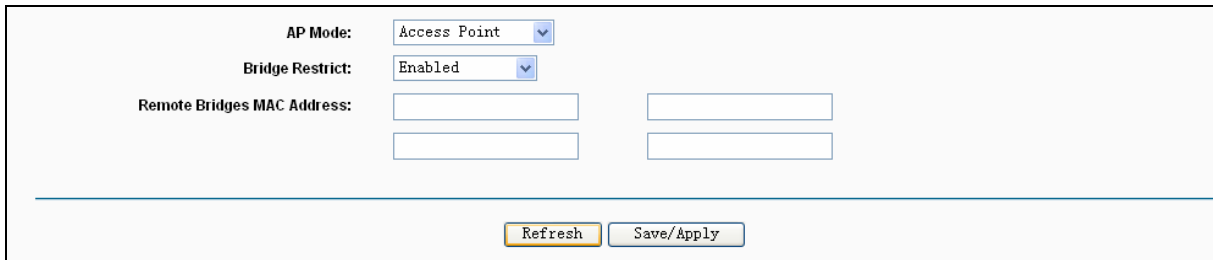 AP Mode: Access Point
Bridge Restrict: Enabled
Remote Bridges MAC Address:
Refresh Save/Apply